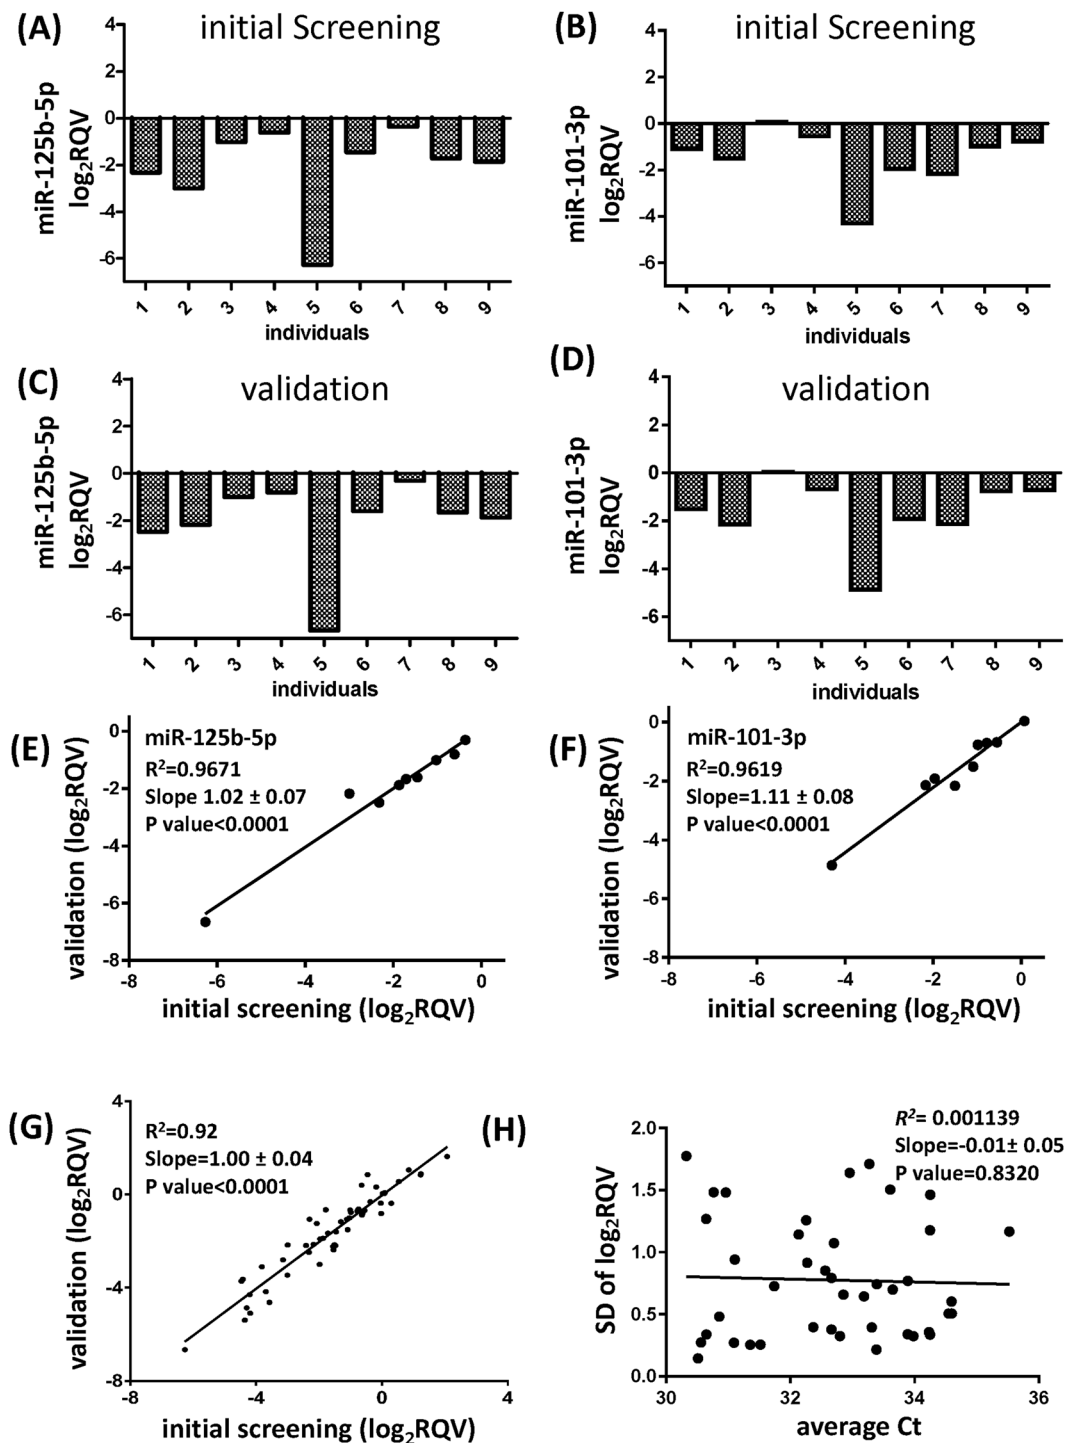 (A)
initial Screening
miR-125b-5p
log₂RQV
4
2
0
-2
-4
-6
1 2 3 4 5 6 7 8 9
individuals
(B)
initial Screening
miR-101-3p
log₂RQV
4
2
0
-2
-4
-6
1 2 3 4 5 6 7 8 9
individuals
(C)
validation
miR-125b-5p
log₂RQV
4
2
0
-2
-4
-6
1 2 3 4 5 6 7 8 9
individuals
(D)
validation
miR-101-3p
log₂RQV
4
2
0
-2
-4
-6
1 2 3 4 5 6 7 8 9
individuals
(E)
miR-125b-5p
R²=0.9671
Slope 1.02 ± 0.07
P value<0.0001
validation (log₂RQV)
0
-2
-4
-6
-8
-8 -6 -4 -2 0
initial screening (log₂RQV)
(F)
miR-101-3p
R²=0.9619
Slope=1.11 ± 0.08
P value<0.0001
validation (log₂RQV)
0
-2
-4
-6
-8
-8 -6 -4 -2 0
initial screening (log₂RQV)
(G)
R²=0.92
Slope=1.00 ± 0.04
P value<0.0001
validation (log₂RQV)
4
0
-4
-8
-8 -4 0 4
initial screening (log₂RQV)
(H)
R²= 0.001139
Slope=-0.01± 0.05
P value=0.8320
SD of log₂RQV
2.0
1.5
1.0
0.5
0.0
30 32 34 36
average Ct